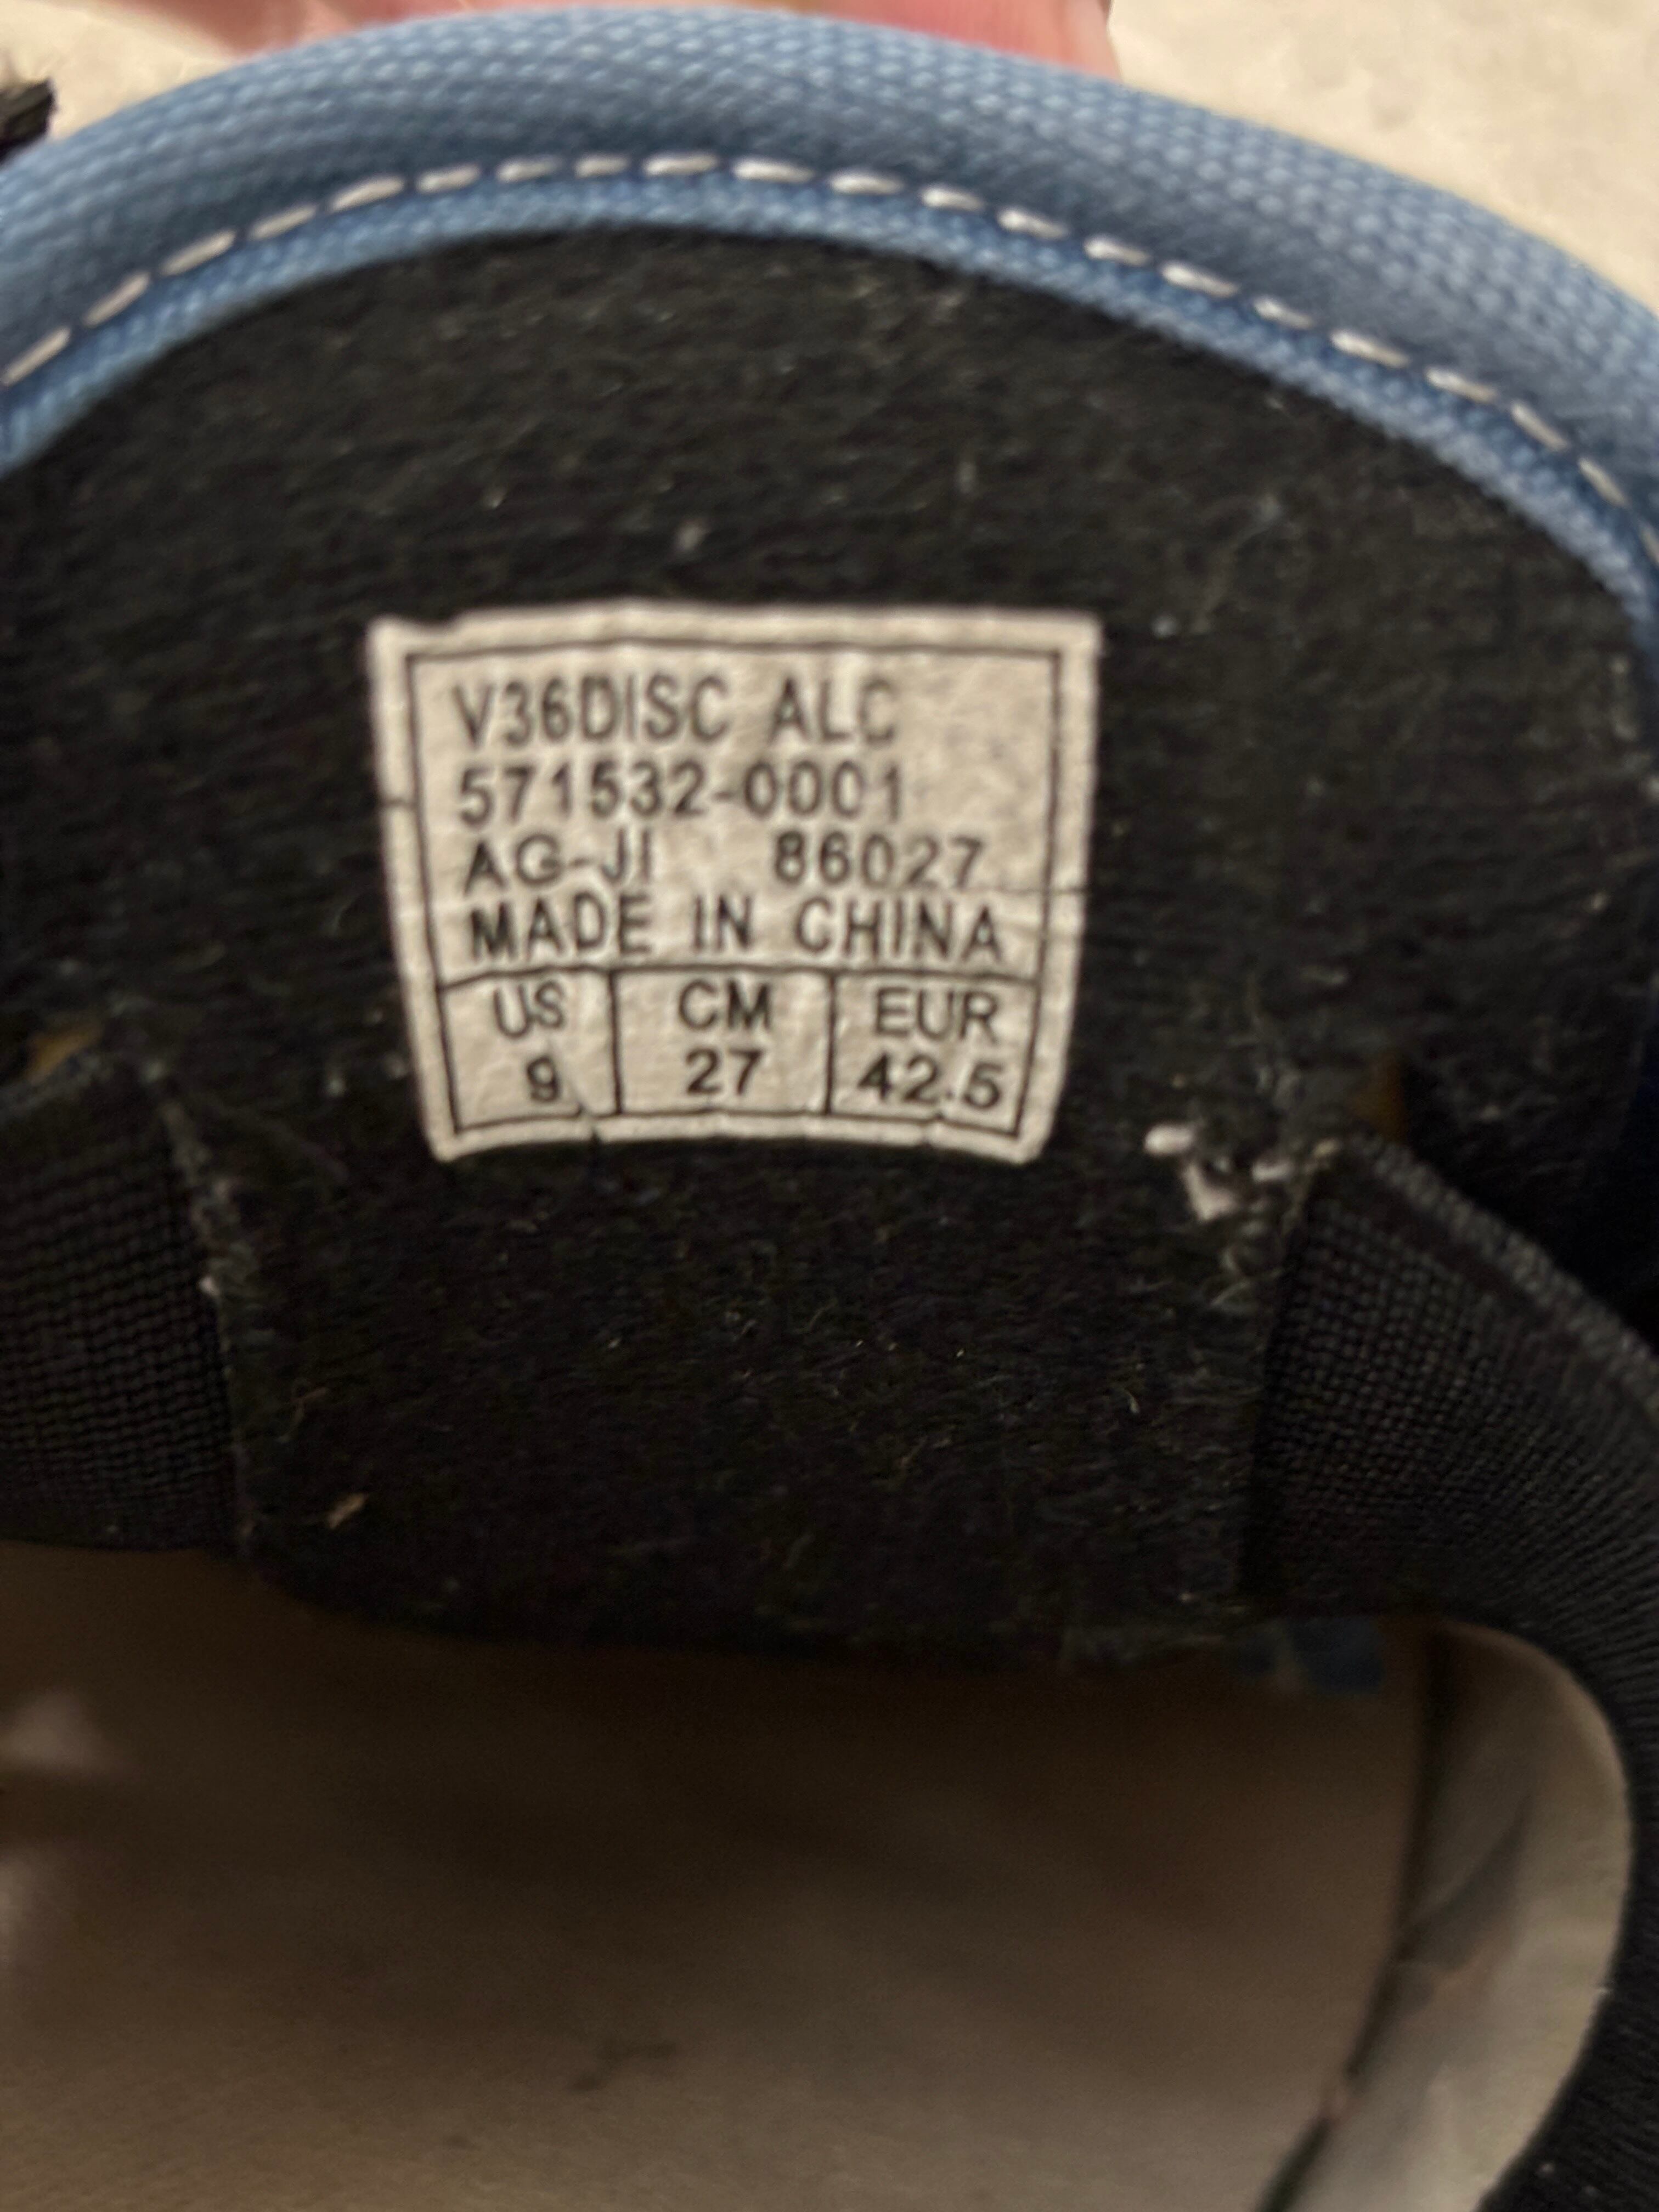 V36DISC ALC
571532-0001
AG-JI 86027
MADE IN CHINA
US CM EUR
9 27 42.5